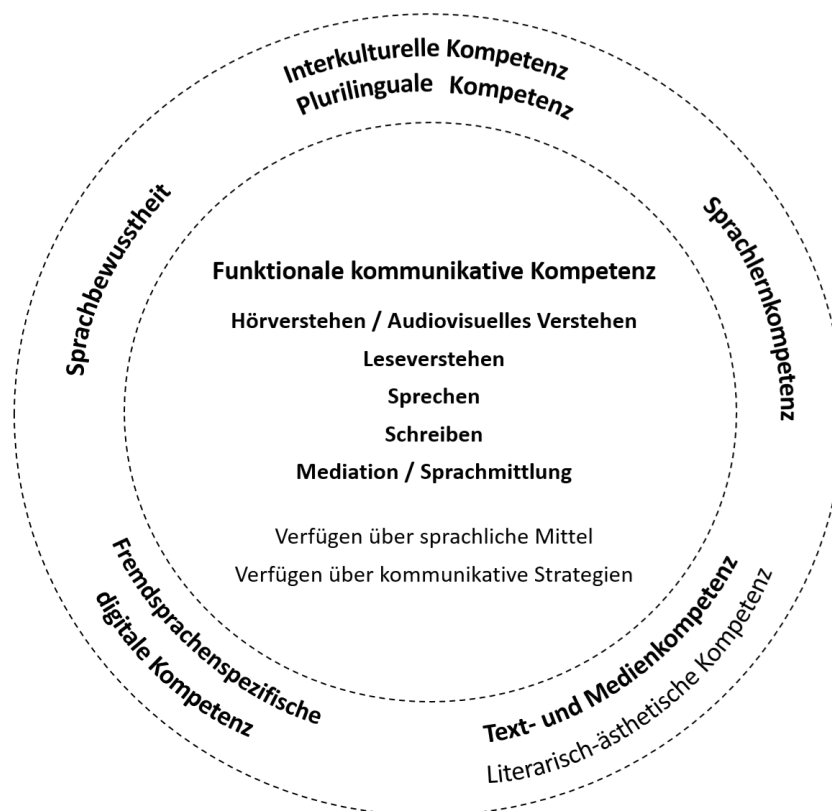 Interkulturelle Kompetenz
Plurilinguale Kompetenz
Sprachbewusstheit
Sprachlernkompetenz
Funktionale kommunikative Kompetenz
Hörverstehen / Audiovisuelles Verstehen
Leseverstehen
Sprechen
Schreiben
Mediation / Sprachmittlung
Verfügen über sprachliche Mittel
Verfügen über kommunikative Strategien
Fremdsprachenspezifische
digitale Kompetenz
Text- und Medienkompetenz
Literarisch-ästhetische Kompetenz